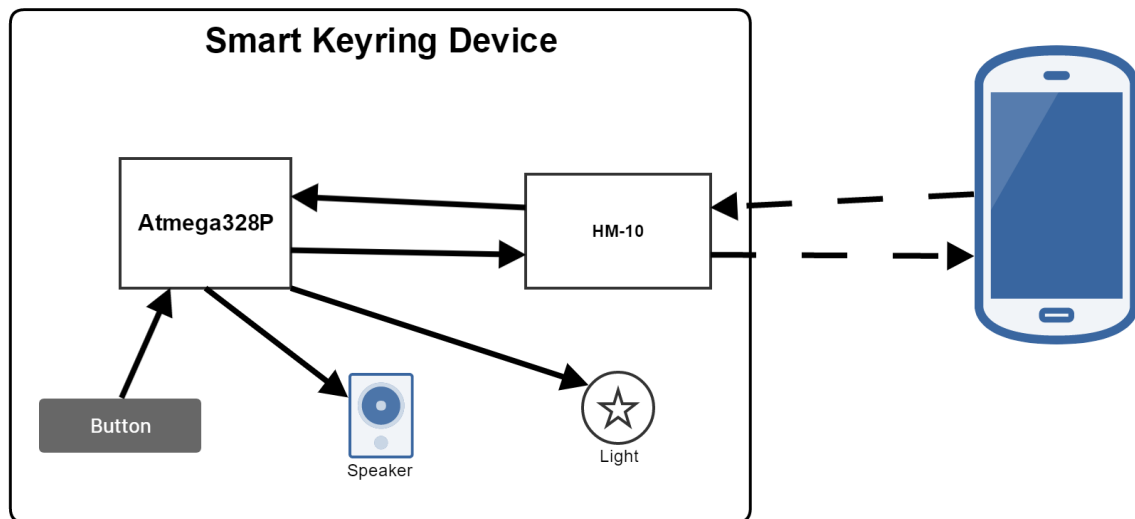 Smart Keyring Device
Atmega328P
HM-10
Button
Speaker
Light